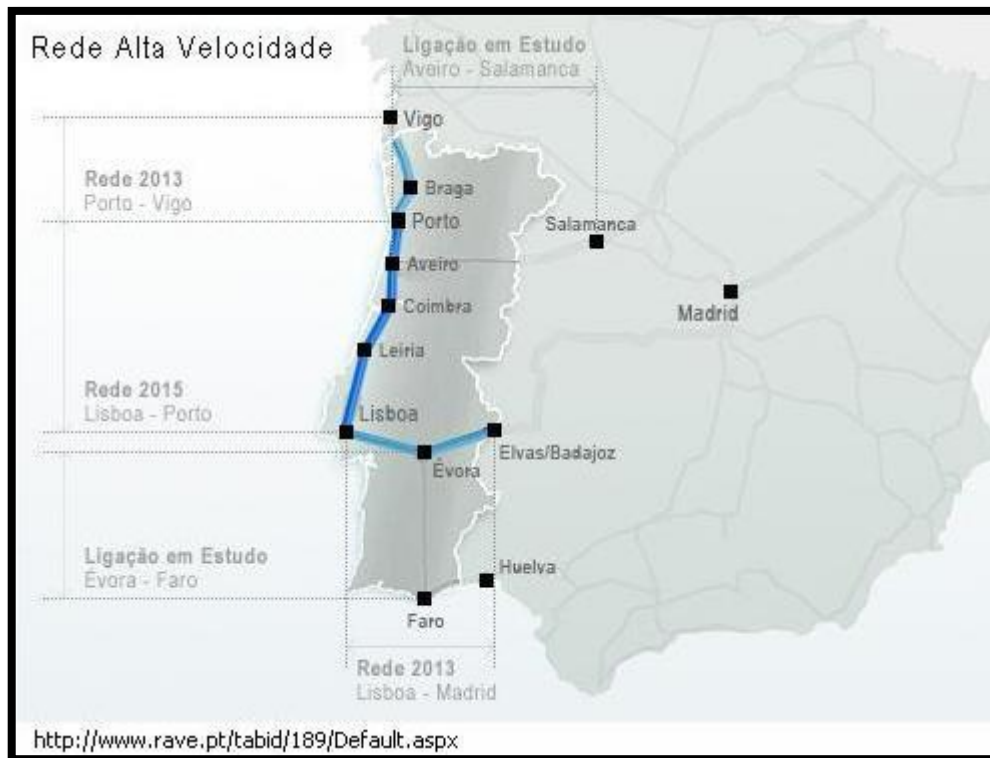 Rede Alta Velocidade
Ligação em Estudo
Aveiro - Salamanca
Vigo
Rede 2013
Porto - Vigo
Braga
Porto
Salamanca
Aveiro
Madrid
Coimbra
Leiria
Rede 2015
Lisboa - Porto
Lisboa
Elvas/Badajoz
Évora
Ligação em Estudo
Évora - Faro
Huelva
Faro
Rede 2013
Lisboa - Madrid
http://www.rave.pt/tabid/189/Default.aspx